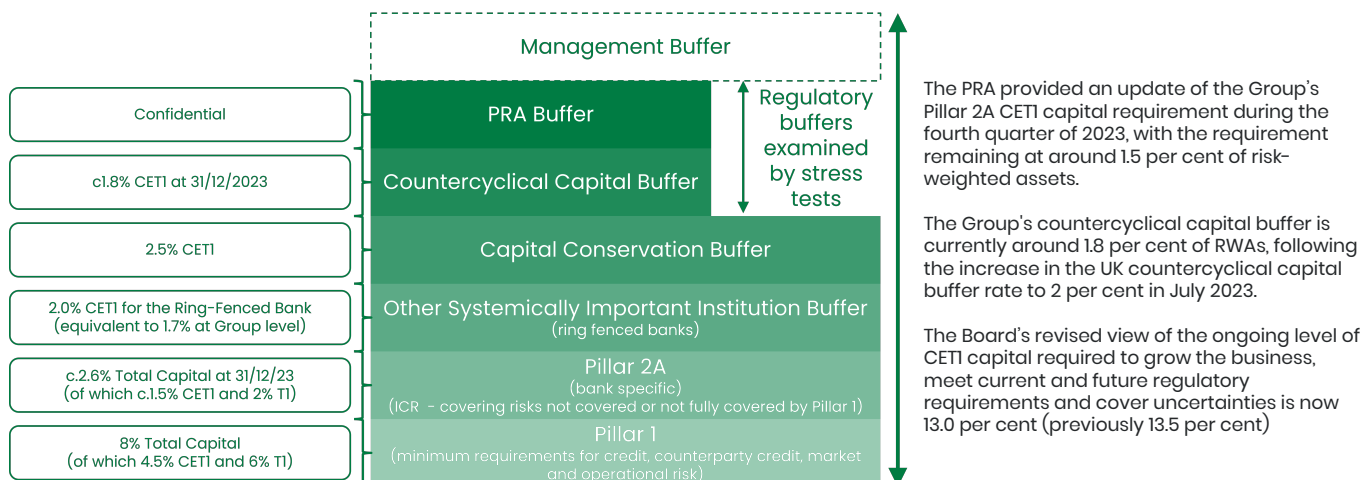 Management Buffer
Confidential
PRA Buffer
Regulatory
buffers
examined
by stress
tests
c1.8% CET1 at 31/12/2023
Countercyclical Capital Buffer
2.5% CET1
Capital Conservation Buffer
2.0% CET1 for the Ring-Fenced Bank
(equivalent to 1.7% at Group level)
Other Systemically Important Institution Buffer
(ring fenced banks)
c.2.6% Total Capital at 31/12/23
(of which c.1.5% CET1 and 2% T1)
Pillar 2A
(bank specific)
(ICR - covering risks not covered or not fully covered by Pillar 1)
8% Total Capital
(of which 4.5% CET1 and 6% T1)
Pillar 1
(minimum requirements for credit, counterparty credit, market
and operational risk)
The PRA provided an update of the Group's
Pillar 2A CET1 capital requirement during the
fourth quarter of 2023, with the requirement
remaining at around 1.5 per cent of risk-
weighted assets.
The Group's countercyclical capital buffer is
currently around 1.8 per cent of RWAs, following
the increase in the UK countercyclical capital
buffer rate to 2 per cent in July 2023.
The Board's revised view of the ongoing level of
CET1 capital required to grow the business,
meet current and future regulatory
requirements and cover uncertainties is now
13.0 per cent (previously 13.5 per cent)